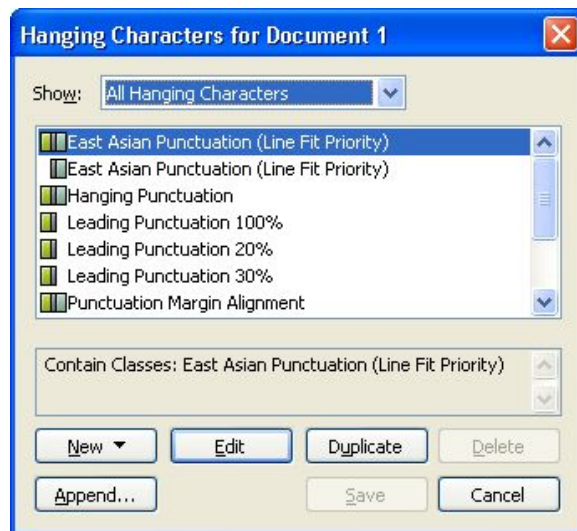 Hanging Characters for Document 1
Show: All Hanging Characters
East Asian Punctuation (Line Fit Priority)
East Asian Punctuation (Line Fit Priority)
Hanging Punctuation
Leading Punctuation 100%
Leading Punctuation 20%
Leading Punctuation 30%
Punctuation Margin Alignment
Contain Classes: East Asian Punctuation (Line Fit Priority)
New Edit Duplicate Delete
Append... Save Cancel